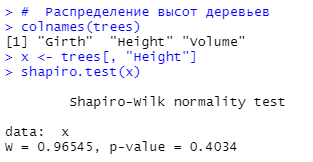 > #  Распределение высот деревьев
> colnames(trees)
[1] "Girth"  "Height" "Volume"
> x <- trees[, "Height"]
> shapiro.test(x)
Shapiro-Wilk normality test
data:  x
W = 0.96545, p-value = 0.4034